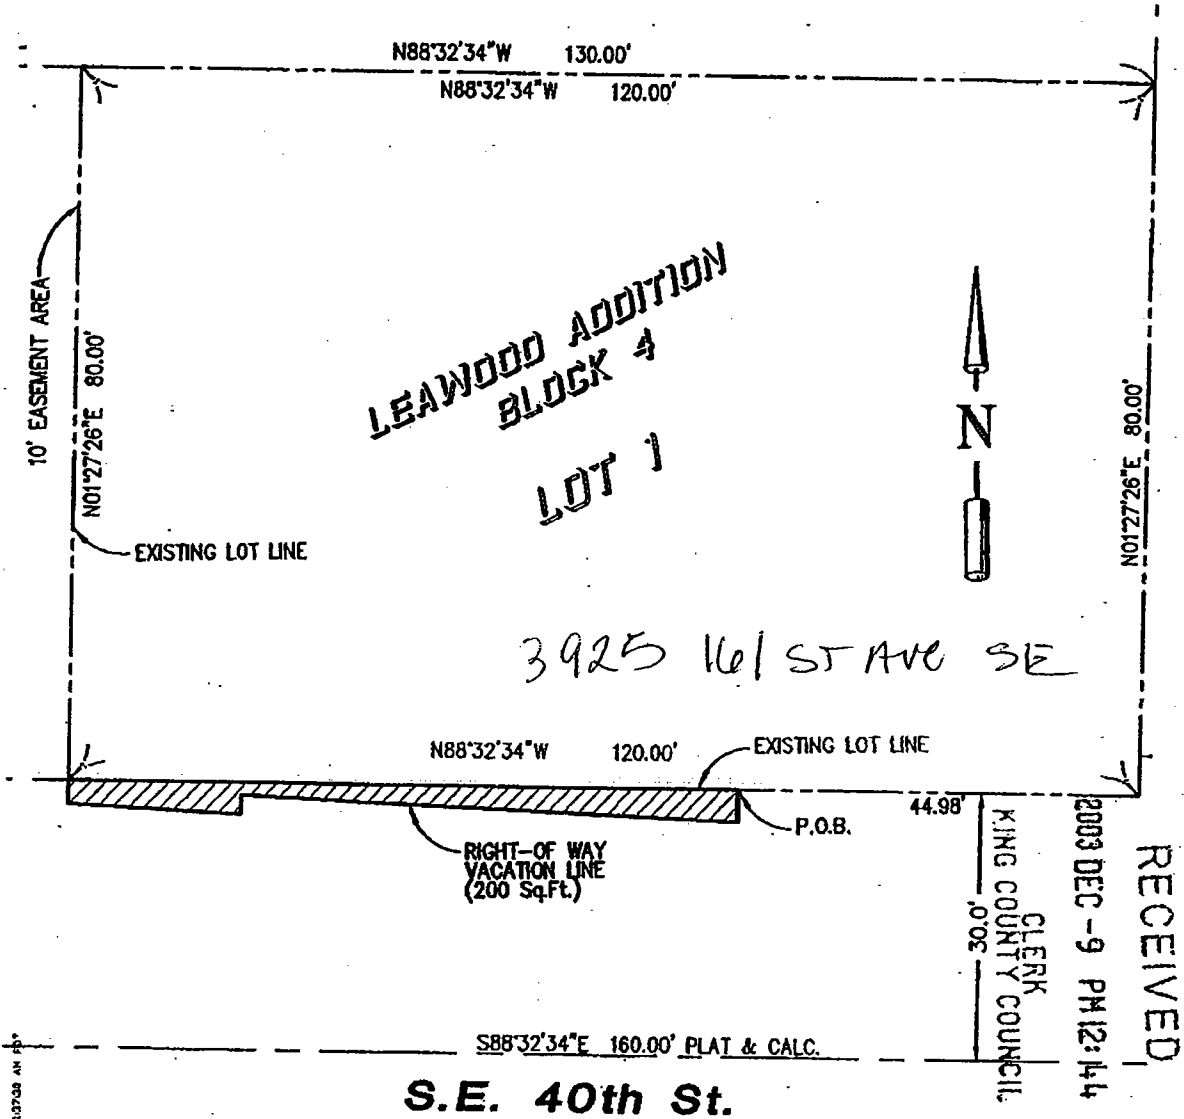 N88°32'34"W 130.00'
N88°32'34"W 120.00'
10' EASEMENT AREA
N01°27'26"E 80.00'
LEAWOOD ADDITION
BLOCK 4
LOT 1
N
N01°27'26"E 80.00'
EXISTING LOT LINE
3925 161 ST AVE SE
N88°32'34"W 120.00'
EXISTING LOT LINE
44.98'
P.O.B.
RIGHT-OF WAY
VACATION LINE
(200 Sq.Ft.)
30.0'
RECEIVED
2003 DEC -9 PM 12:44
CLERK
KING COUNTY COUNCIL
S88°32'34"E 160.00' PLAT & CALC.
S.E. 40th St.